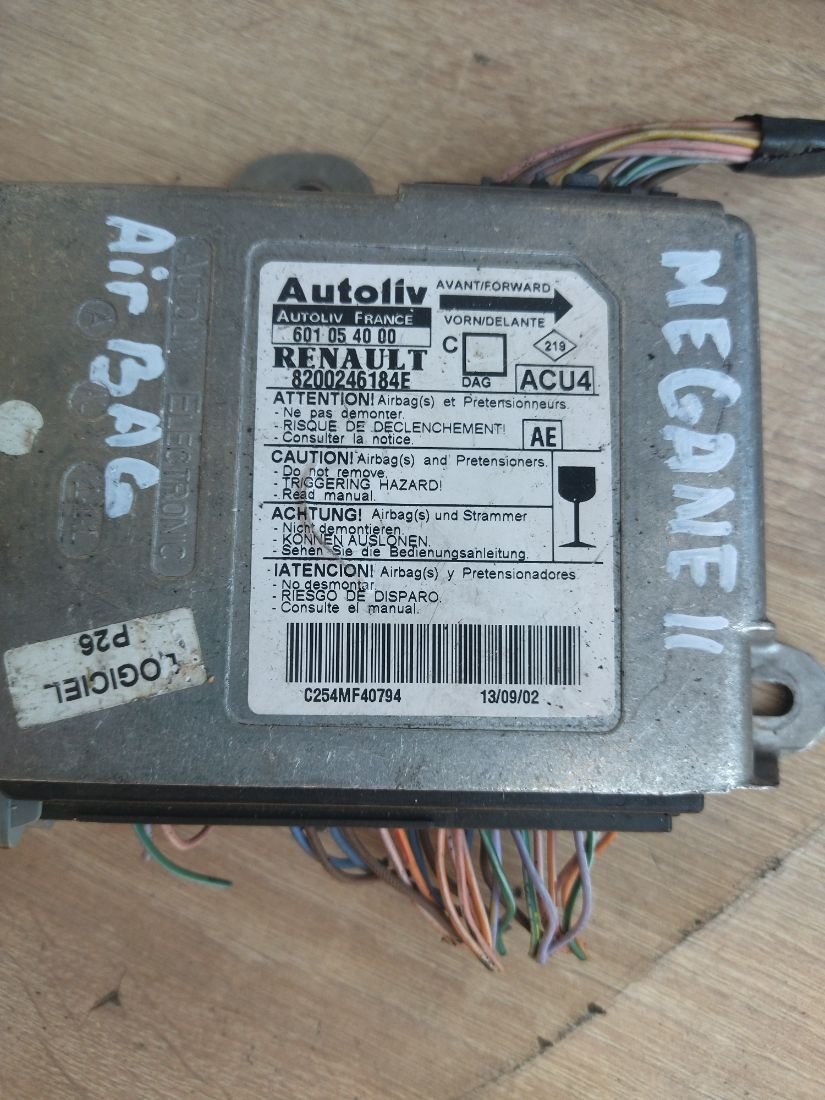 Air BAG
MEGANE II
Autoliv
AUTOLIV FRANCE
601 05 40 00
RENAULT
8200246184E
AVANT/FORWARD
VORN/DELANTE
C
DAG
219
ACU4
ATTENTION! Airbag(s) et Pretensionneurs.
- Ne pas demonter.
- RISQUE DE DECLENCHEMENT!
- Consulter la notice.
AE
CAUTION! Airbag(s) and Pretensioners.
- Do not remove.
- TRIGGERING HAZARD!
- Read manual.
ACHTUNG! Airbag(s) und Strammer
- Nicht demontieren.
- KONNEN AUSLONEN.
- Sehen Sie die Bedienungsanleitung.
IATENCION! Airbag(s) y Pretensionadores
- No desmontar.
- RIESGO DE DISPARO.
- Consulte el manual.
C254MF40794 13/09/02
LOGICIEL
P26
ELECTRONIC